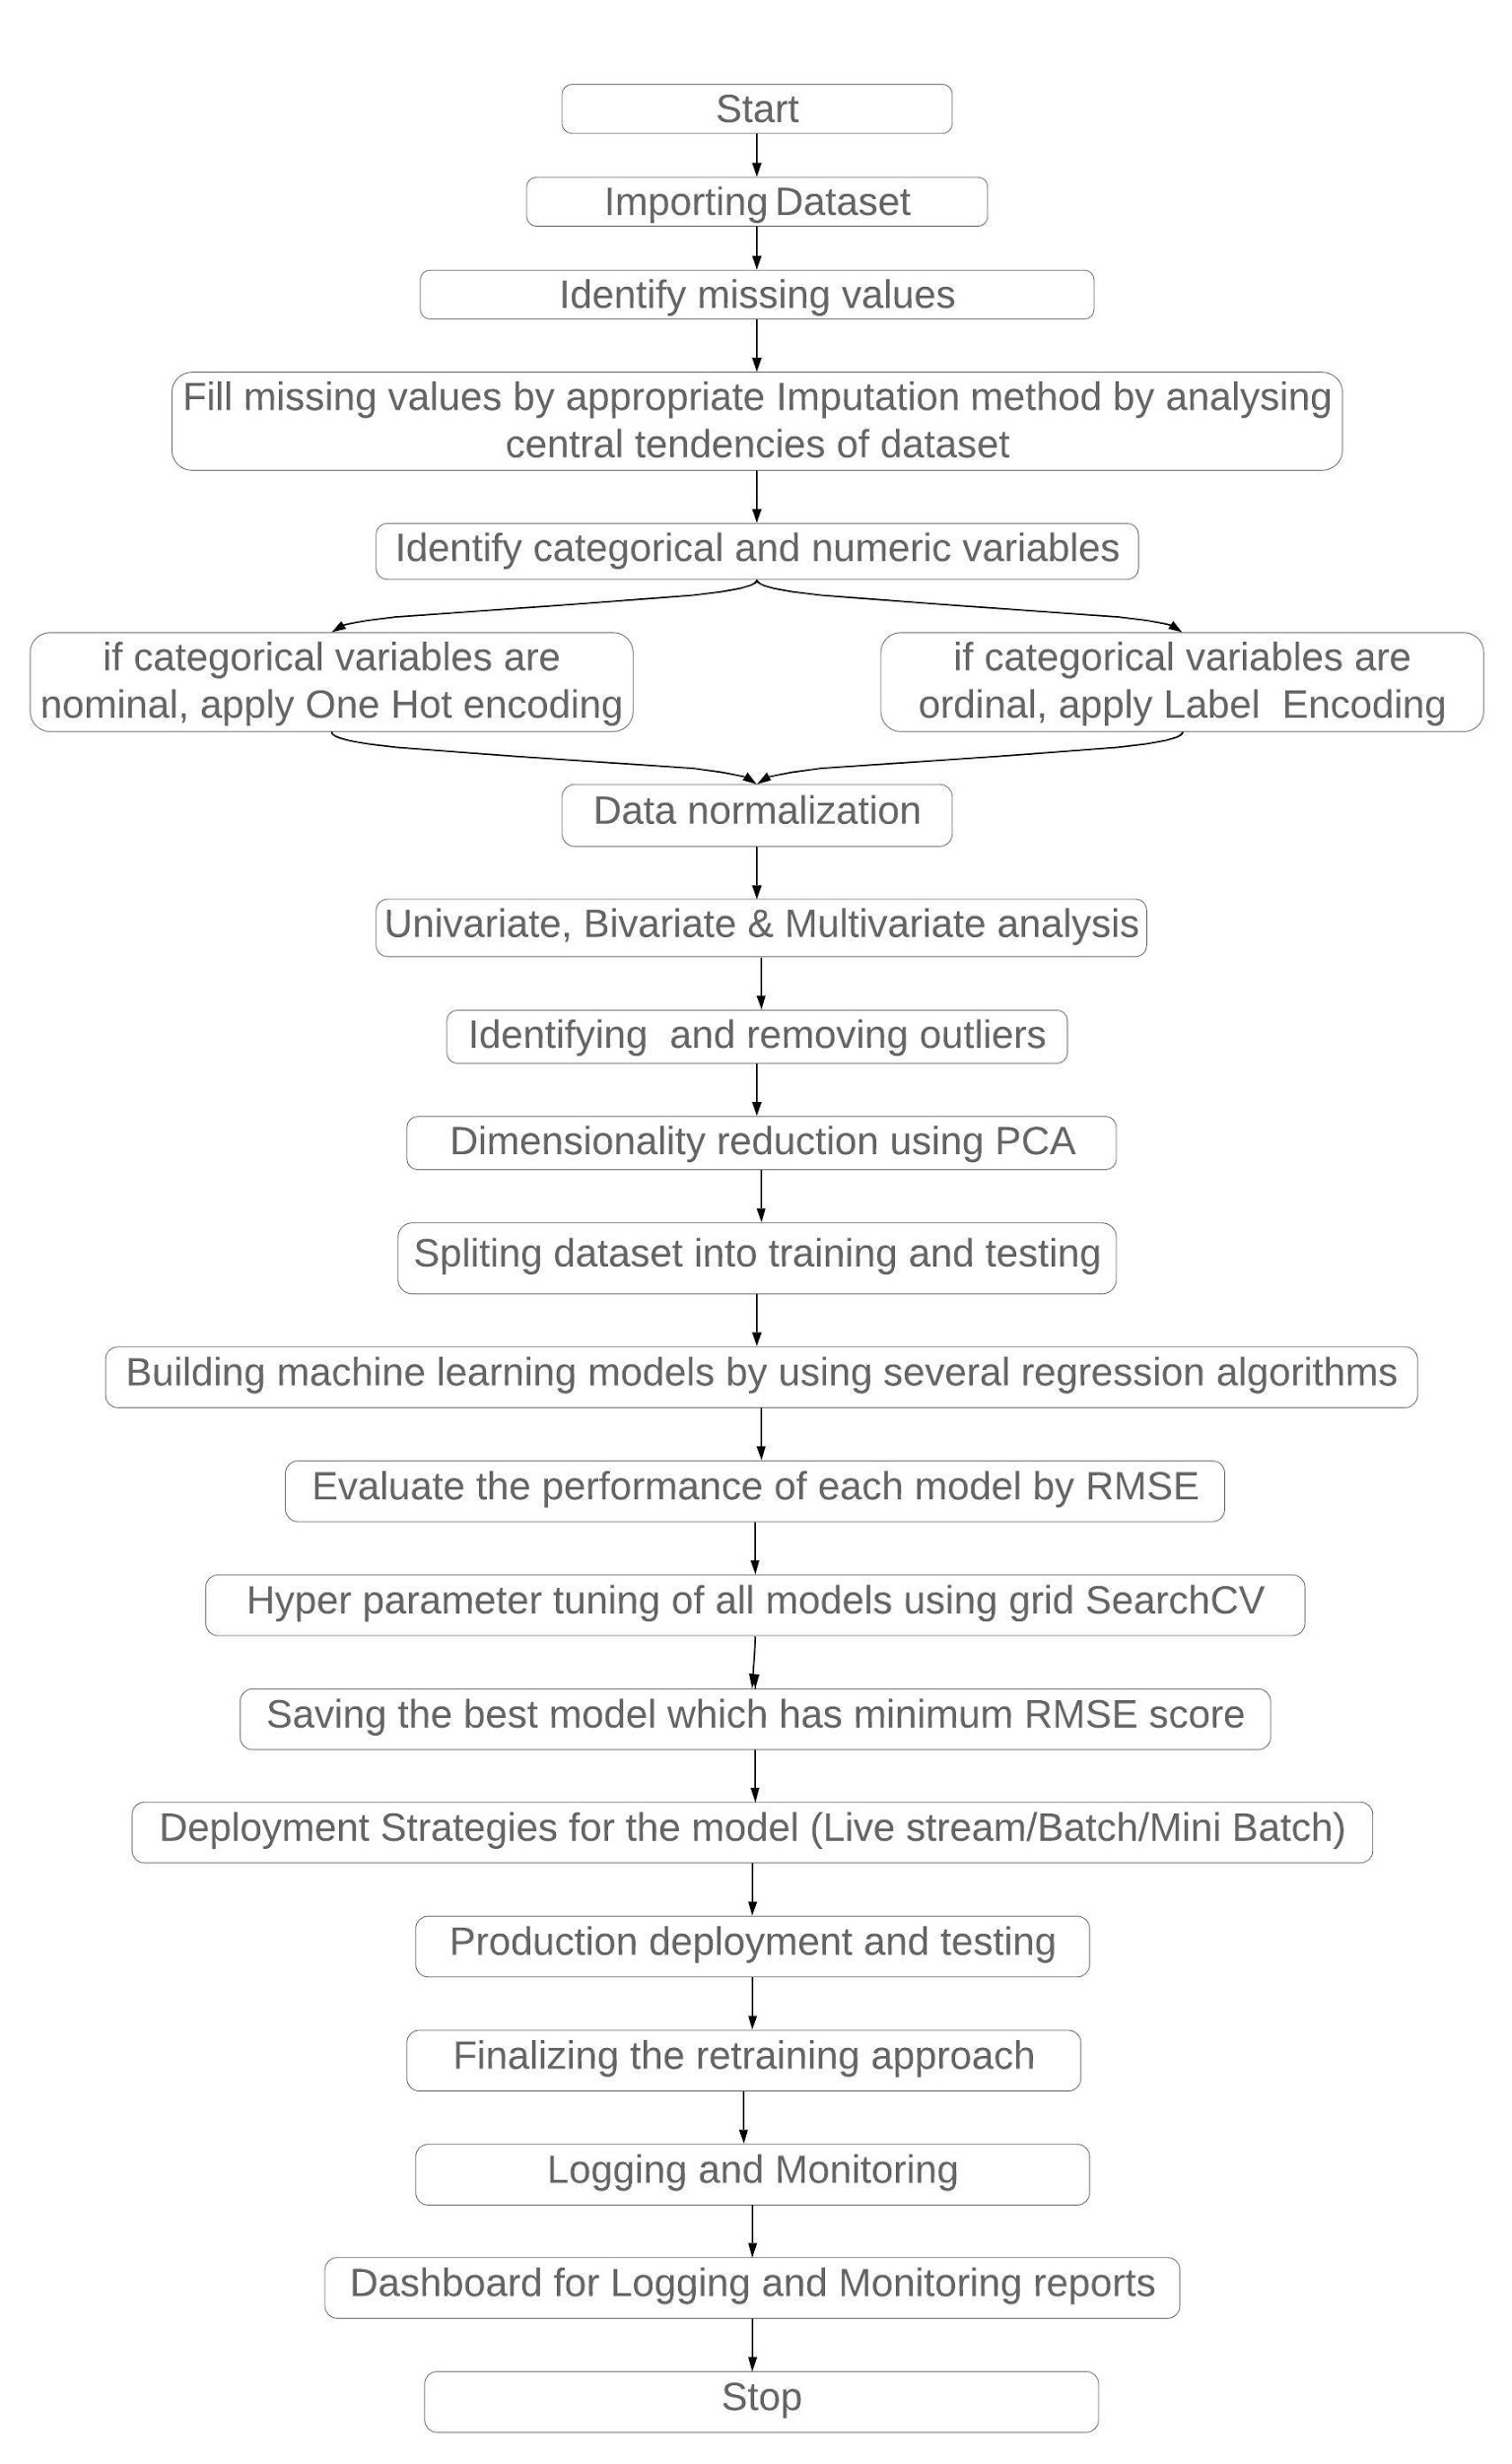 Start
Importing Dataset
Identify missing values
Fill missing values by appropriate Imputation method by analysing
central tendencies of dataset
Identify categorical and numeric variables
if categorical variables are
nominal, apply One Hot encoding
if categorical variables are
ordinal, apply Label  Encoding
Data normalization
Univariate, Bivariate & Multivariate analysis
Identifying  and removing outliers
Dimensionality reduction using PCA
Spliting dataset into training and testing
Building machine learning models by using several regression algorithms
Evaluate the performance of each model by RMSE
Hyper parameter tuning of all models using grid SearchCV
Saving the best model which has minimum RMSE score
Deployment Strategies for the model (Live stream/Batch/Mini Batch)
Production deployment and testing
Finalizing the retraining approach
Logging and Monitoring
Dashboard for Logging and Monitoring reports
Stop